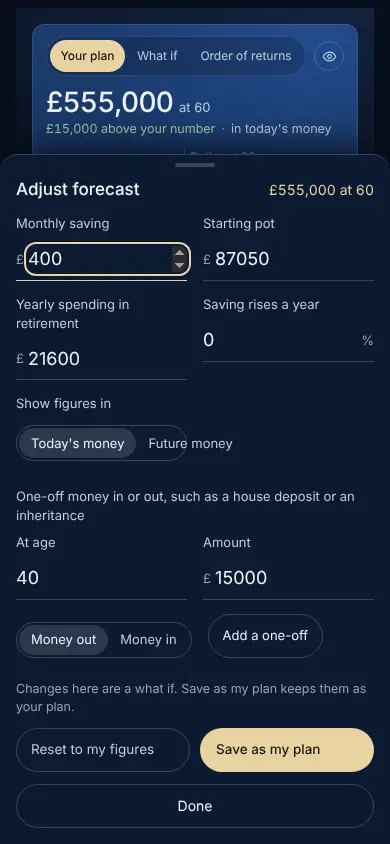 Your plan What if Order of returns
£555,000 at 60
£15,000 above your number · in today's money
Adjust forecast £555,000 at 60
Monthly saving Starting pot
£ 400 £ 87050
Yearly spending in Saving rises a year
retirement
0 %
£ 21600
Show figures in
Today's money Future money
One-off money in or out, such as a house deposit or an
inheritance
At age Amount
40 £ 15000
Money out Money in Add a one-off
Changes here are a what if. Save as my plan keeps them as
your plan.
Reset to my figures Save as my plan
Done